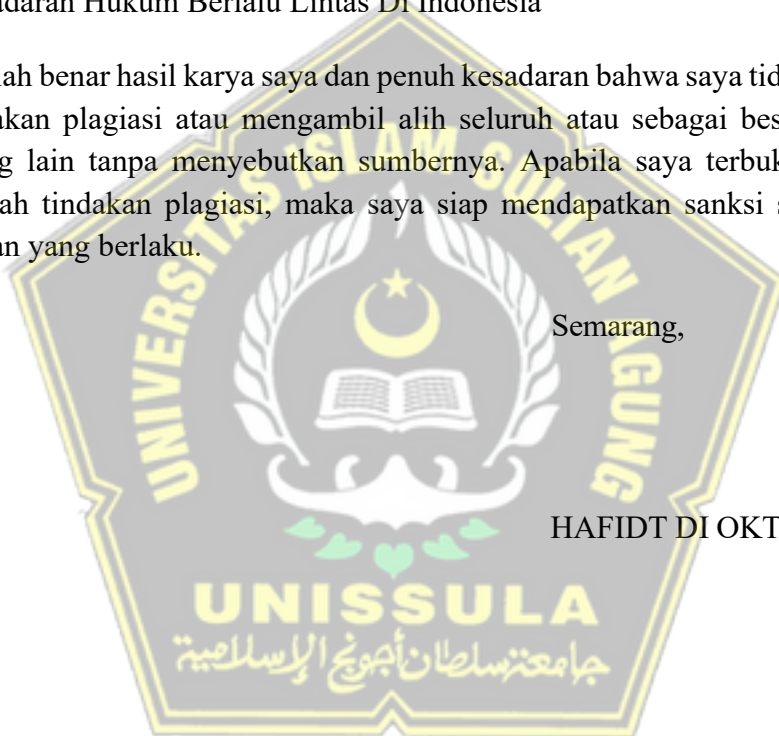 adaran Hukum Berlalu Lintas Di Indonesia
lah benar hasil karya saya dan penuh kesadaran bahwa saya tid
akan plagiasi atau mengambil alih seluruh atau sebagai bes
g lain tanpa menyebutkan sumbernya. Apabila saya terbuk
ah tindakan plagiasi, maka saya siap mendapatkan sanksi s
an yang berlaku.
UNIVERSITAS ISLAM SULTAN AGUNG
Semarang,
HAFIDT DI OKT
UNISSULA
جامعة سلطان أجونج الإسلامية